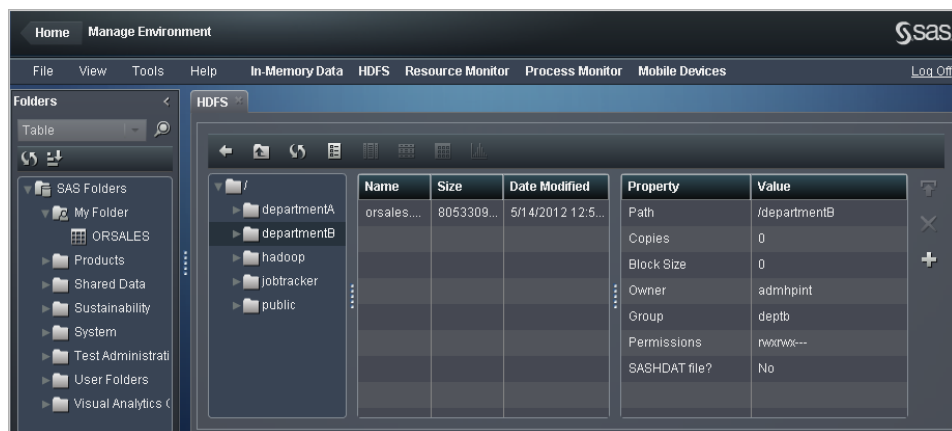 Home Manage Environment
Ssas
File View Tools Help In-Memory Data HDFS Resource Monitor Process Monitor Mobile Devices Log Off
Folders
HDFS
Table
SAS Folders
My Folder
ORSALES
Products
Shared Data
Sustainability
System
Test Administrati
User Folders
Visual Analytics (
/
departmentA
departmentB
hadoop
jobtracker
public
Name Size Date Modified
orsales.... 8053309... 5/14/2012 12:5...
Property Value
Path /departmentB
Copies 0
Block Size 0
Owner admhpint
Group deptb
Permissions rwxrwx---
SASHDAT file? No